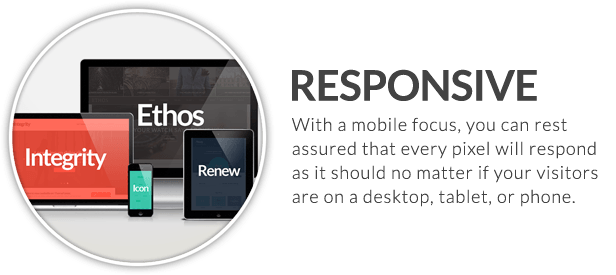 Ethos
Integrity
Renew
Icon
RESPONSIVE
With a mobile focus, you can rest
assured that every pixel will respond
as it should no matter if your visitors
are on a desktop, tablet, or phone.